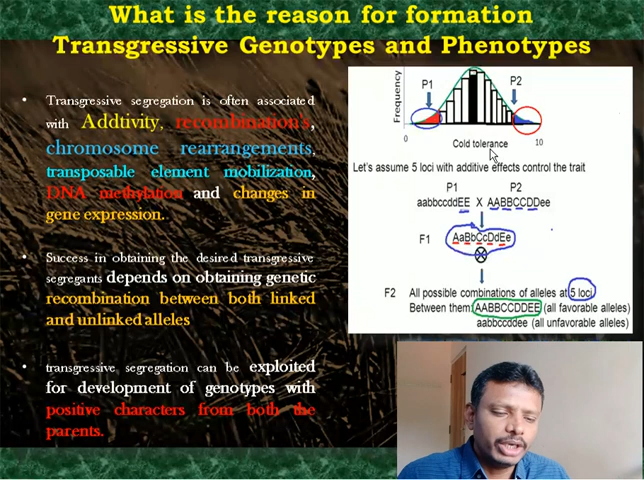 What is the reason for formation
Transgressive Genotypes and Phenotypes
• Transgressive segregation is often associated
with Addtivity, recombination's,
chromosome rearrangements,
transposable element mobilization,
DNA methylation and changes in
gene expression.
• Success in obtaining the desired transgressive
segregants depends on obtaining genetic
recombination between both linked
and unlinked alleles
• transgressive segregation can be exploited
for development of genotypes with
positive characters from both the
parents.
Frequency
P1
P2
0
10
Cold tolerance
Let's assume 5 loci with additive effects control the trait
P1 P2
aabbccddEE X AABBCCDDee
F1 AaBbCcDdEe
F2 All possible combinations of alleles at 5 loci
Between them: AABBCCDDEE (all favorable alleles)
aabbccddee (all unfavorable alleles)